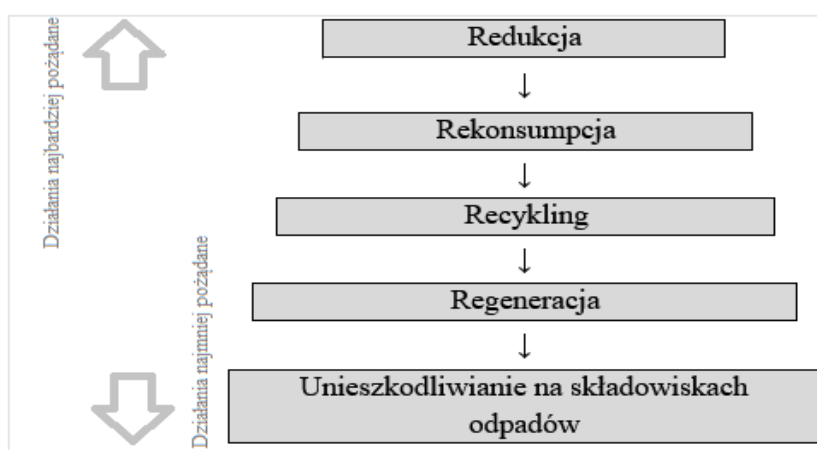 Działania najbardziej pożądane
Redukcja
↓
Rekonsumpcja
↓
Recykling
↓
Regeneracja
↓
Działania najmniej pożądane
Unieszkodliwianie na składowiskach
odpadów